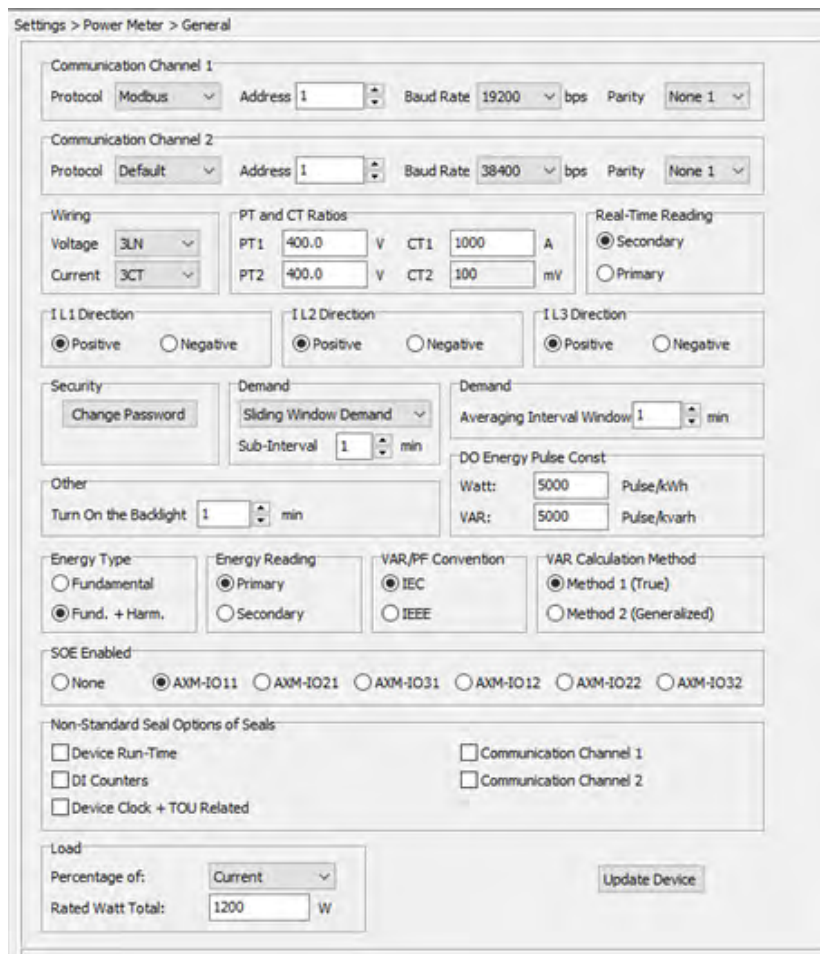 Settings > Power Meter > General
Communication Channel 1
Protocol Modbus Address 1 Baud Rate 19200 bps Parity None 1
Communication Channel 2
Protocol Default Address 1 Baud Rate 38400 bps Parity None 1
Wiring PT and CT Ratios Real-Time Reading
Voltage 3LN PT1 400.0 V CT1 1000 A Secondary
Current 3CT PT2 400.0 V CT2 100 mV Primary
I L1 Direction I L2 Direction I L3 Direction
Positive Negative Positive Negative Positive Negative
Security Demand Demand
Change Password Sliding Window Demand Averaging Interval Window 1 min
Sub-Interval 1 min
DO Energy Pulse Const
Other Watt: 5000 Pulse/kWh
Turn On the Backlight 1 min VAR: 5000 Pulse/kvarh
Energy Type Energy Reading VAR/PF Convention VAR Calculation Method
Fundamental Primary IEC Method 1 (True)
Fund. + Harm. Secondary IEEE Method 2 (Generalized)
SOE Enabled
None AXM-IO11 AXM-IO21 AXM-IO31 AXM-IO12 AXM-IO22 AXM-IO32
Non-Standard Seal Options of Seals
Device Run-Time Communication Channel 1
DI Counters Communication Channel 2
Device Clock + TOU Related
Load
Percentage of: Current Update Device
Rated Watt Total: 1200 W